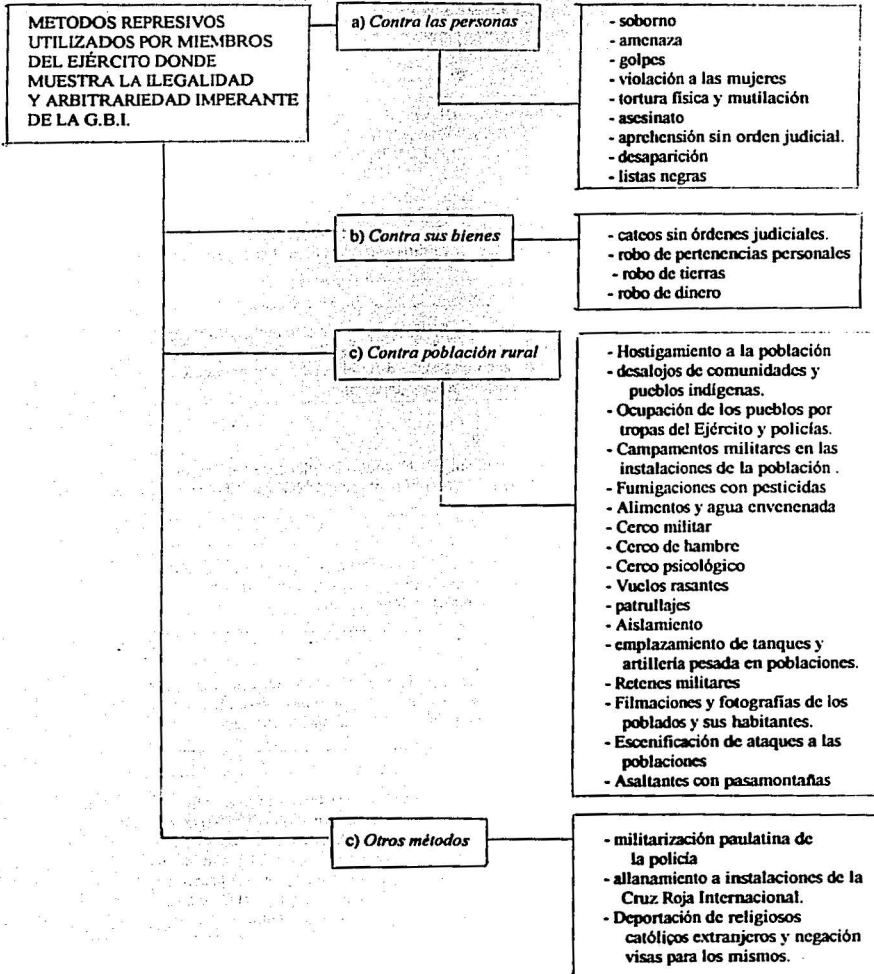 METODOS REPRESIVOS
UTILIZADOS POR MIEMBROS
DEL EJÉRCITO DONDE
MUESTRA LA ILEGALIDAD
Y ARBITRARIEDAD IMPERANTE
DE LA G.B.I.
a) Contra las personas
- soborno
- amenaza
- golpes
- violación a las mujeres
- tortura física y mutilación
- asesinato
- aprehensión sin orden judicial.
- desaparición
- listas negras
b) Contra sus bienes
- cateos sin órdenes judiciales.
- robo de pertenencias personales
- robo de tierras
- robo de dinero
c) Contra población rural
- Hostigamiento a la población
- desalojos de comunidades y
pueblos indígenas.
- Ocupación de los pueblos por
tropas del Ejército y policías.
- Campamentos militares en las
instalaciones de la población .
- Fumigaciones con pesticidas
- Alimentos y agua envenenada
- Cerco militar
- Cerco de hambre
- Cerco psicológico
- Vuelos rasantes
- patrullajes
- Aislamiento
- emplazamiento de tanques y
artillería pesada en poblaciones.
- Retenes militares
- Filmaciones y fotografías de los
poblados y sus habitantes.
- Escenificación de ataques a las
poblaciones
- Asaltantes con pasamontañas
c) Otros métodos
- militarización paulatina de
la policía
- allanamiento a instalaciones de la
Cruz Roja Internacional.
- Deportación de religiosos
católicos extranjeros y negación
visas para los mismos.